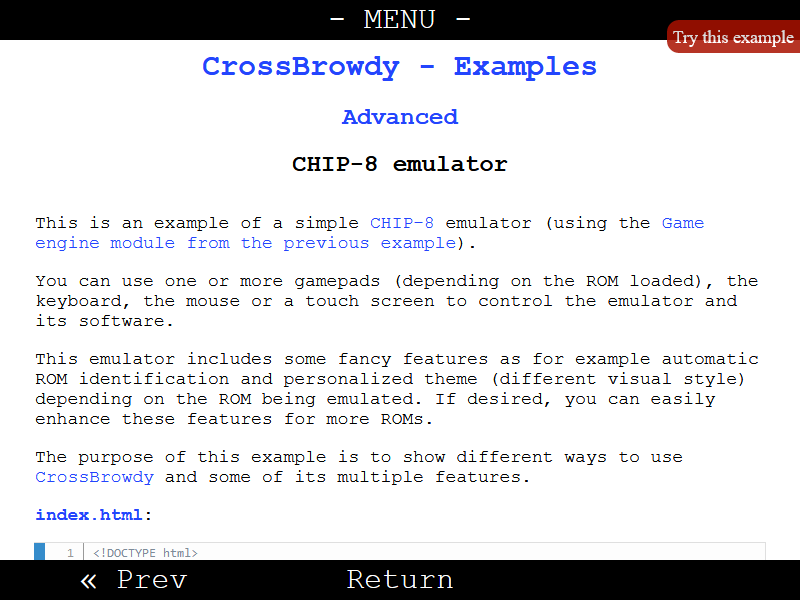 - MENU -
Try this example
CrossBrowdy - Examples
Advanced
CHIP-8 emulator
This is an example of a simple CHIP-8 emulator (using the Game
engine module from the previous example).
You can use one or more gamepads (depending on the ROM loaded), the
keyboard, the mouse or a touch screen to control the emulator and
its software.
This emulator includes some fancy features as for example automatic
ROM identification and personalized theme (different visual style)
depending on the ROM being emulated. If desired, you can easily
enhance these features for more ROMs.
The purpose of this example is to show different ways to use
CrossBrowdy and some of its multiple features.
index.html:
1 <!DOCTYPE html>
« Prev Return